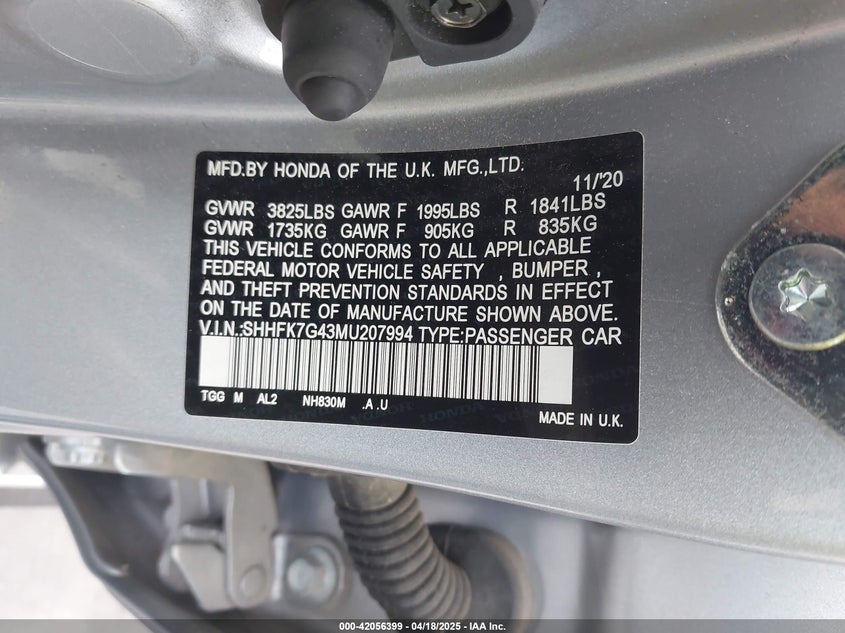 MFD.BY HONDA OF THE U.K. MFG.,LTD.
11/'20
GVWR 3825LBS GAWR F 1995LBS R 1841LBS
GVWR 1735KG GAWR F 905KG R 835KG
THIS VEHICLE CONFORMS TO ALL APPLICABLE
FEDERAL MOTOR VEHICLE SAFETY , BUMPER ,
AND THEFT PREVENTION STANDARDS IN EFFECT
ON THE DATE OF MANUFACTURE SHOWN ABOVE.
V.I.N.:SHHFK7G43MU207994 TYPE:PASSENGER CAR
TGG M AL2 NH830M .A .U
HONDA HONDA
MADE IN U.K.
000-42056399 - 04/18/2025 - IAA Inc.